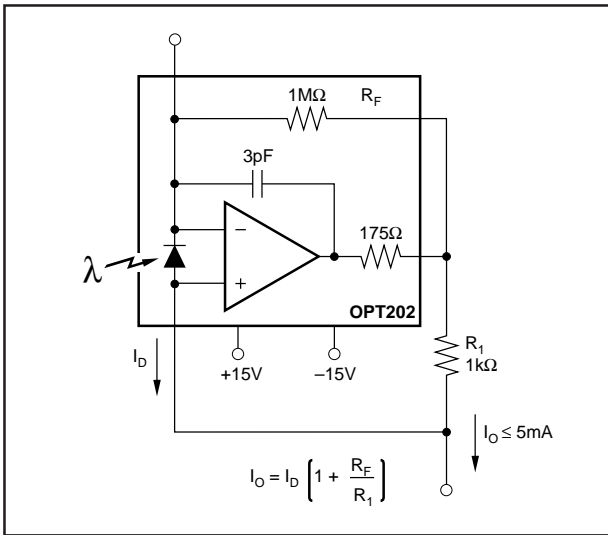 1MΩ
R_F
3pF
175Ω
λ
−
+
OPT202
I_D
+15V
–15V
R_1
1kΩ
I_O ≤ 5mA
I_O = I_D [1 + R_F / R_1]